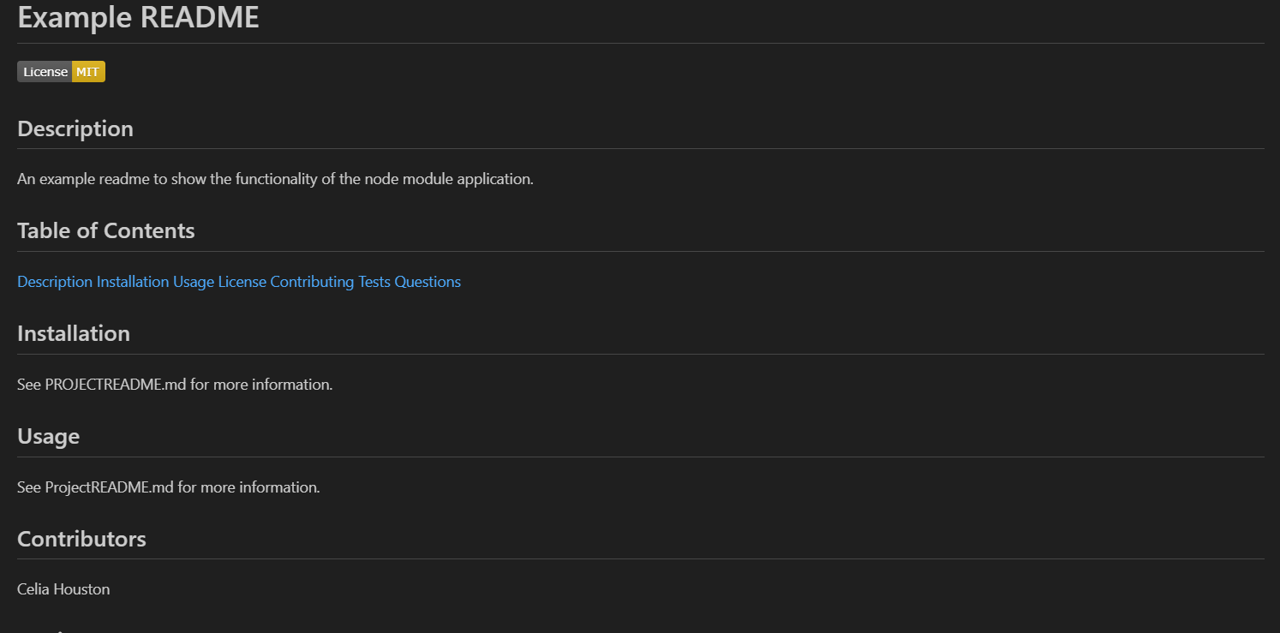 Example README
License MIT
Description
An example readme to show the functionality of the node module application.
Table of Contents
Description Installation Usage License Contributing Tests Questions
Installation
See PROJECTREADME.md for more information.
Usage
See ProjectREADME.md for more information.
Contributors
Celia Houston